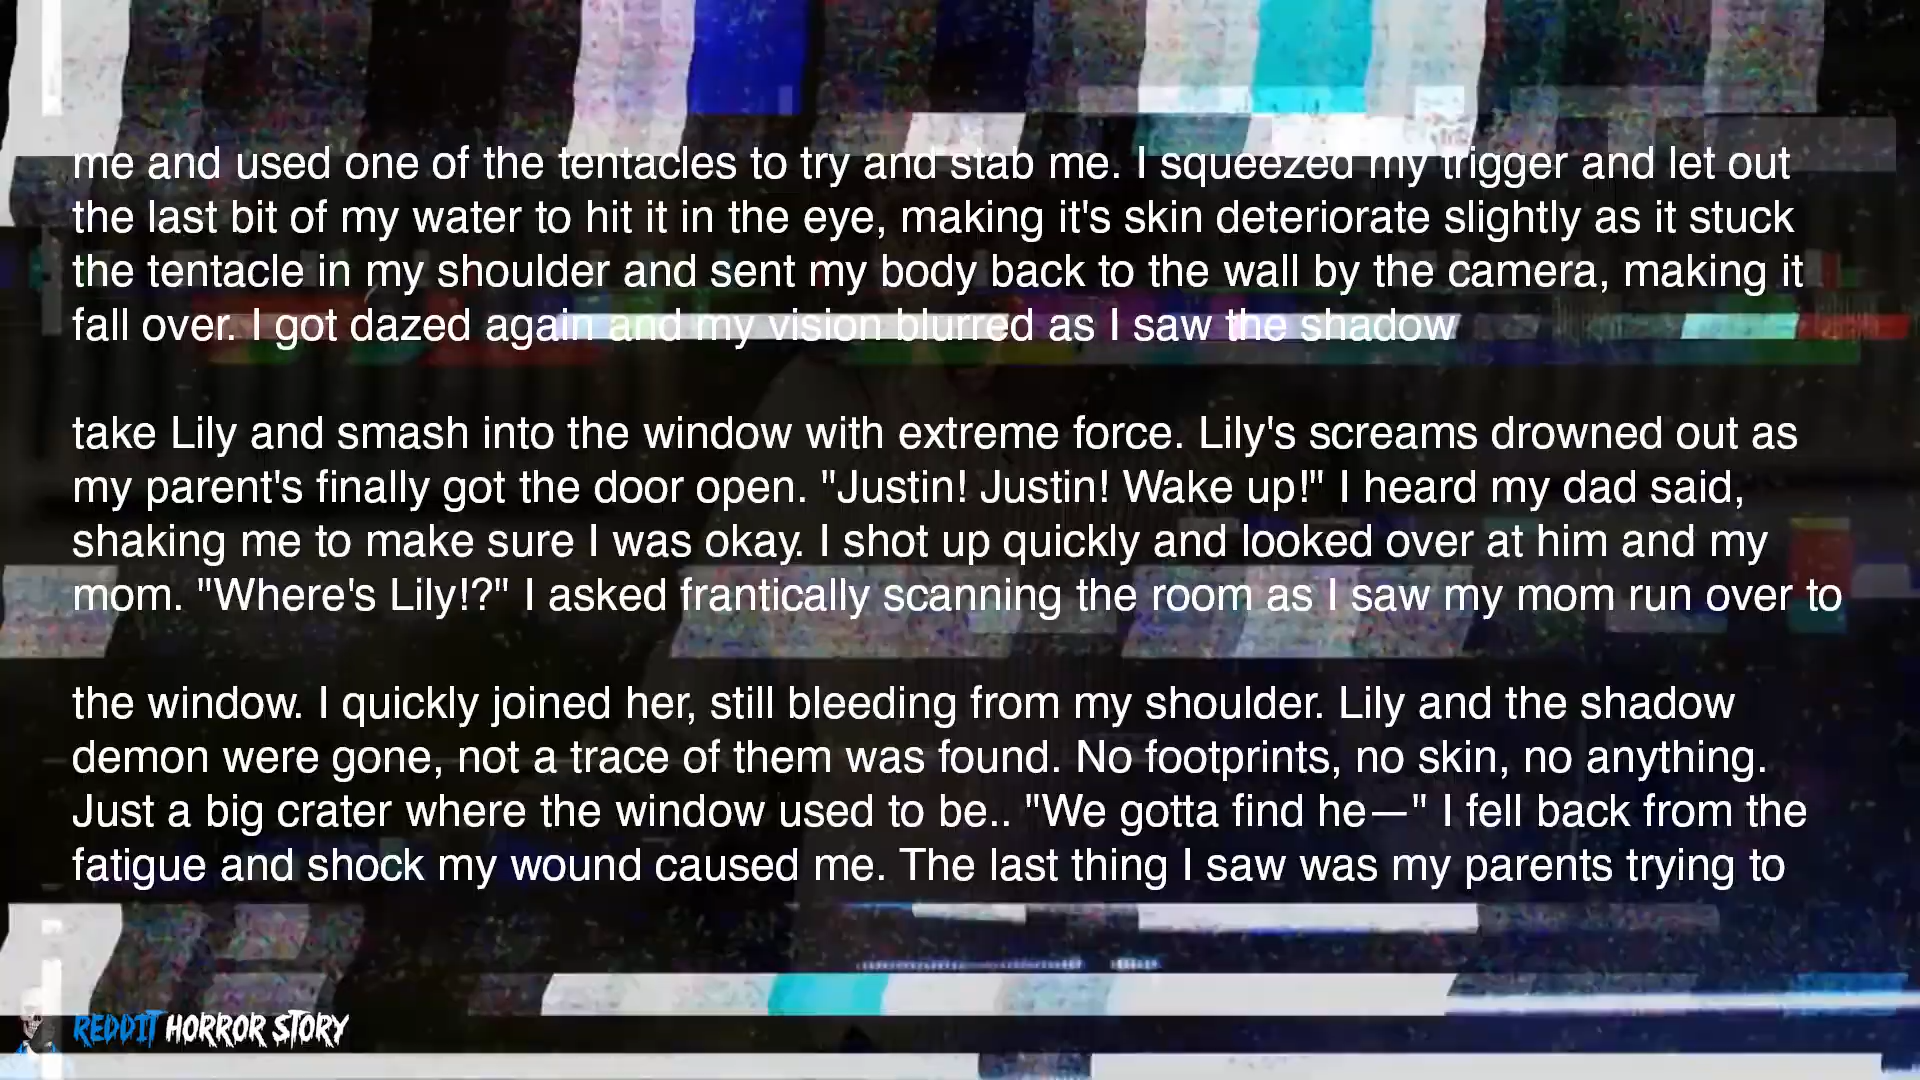 me and used one of the tentacles to try and stab me. I squeezed my trigger and let out
the last bit of my water to hit it in the eye, making it's skin deteriorate slightly as it stuck
the tentacle in my shoulder and sent my body back to the wall by the camera, making it
fall over. I got dazed again and my vision blurred as I saw the shadow
take Lily and smash into the window with extreme force. Lily's screams drowned out as
my parent's finally got the door open. "Justin! Justin! Wake up!" I heard my dad said,
shaking me to make sure I was okay. I shot up quickly and looked over at him and my
mom. "Where's Lily!?" I asked frantically scanning the room as I saw my mom run over to
the window. I quickly joined her, still bleeding from my shoulder. Lily and the shadow
demon were gone, not a trace of them was found. No footprints, no skin, no anything.
Just a big crater where the window used to be.. "We gotta find he—" I fell back from the
fatigue and shock my wound caused me. The last thing I saw was my parents trying to
REDDIT HORROR STORY